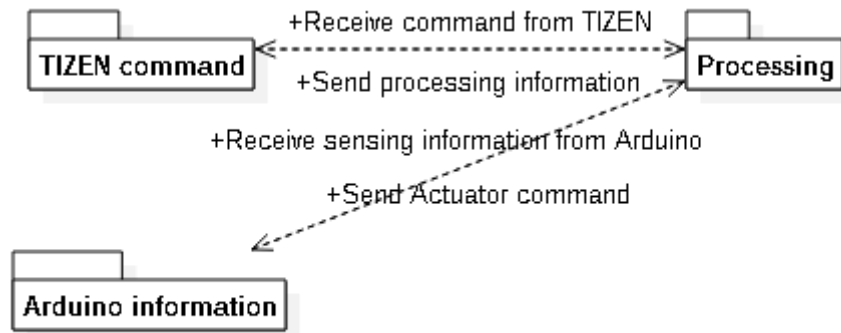 +Receive command from TIZEN
TIZEN command
Processing
+Send processing information
+Receive sensing information from Arduino
+Send Actuator command
Arduino information